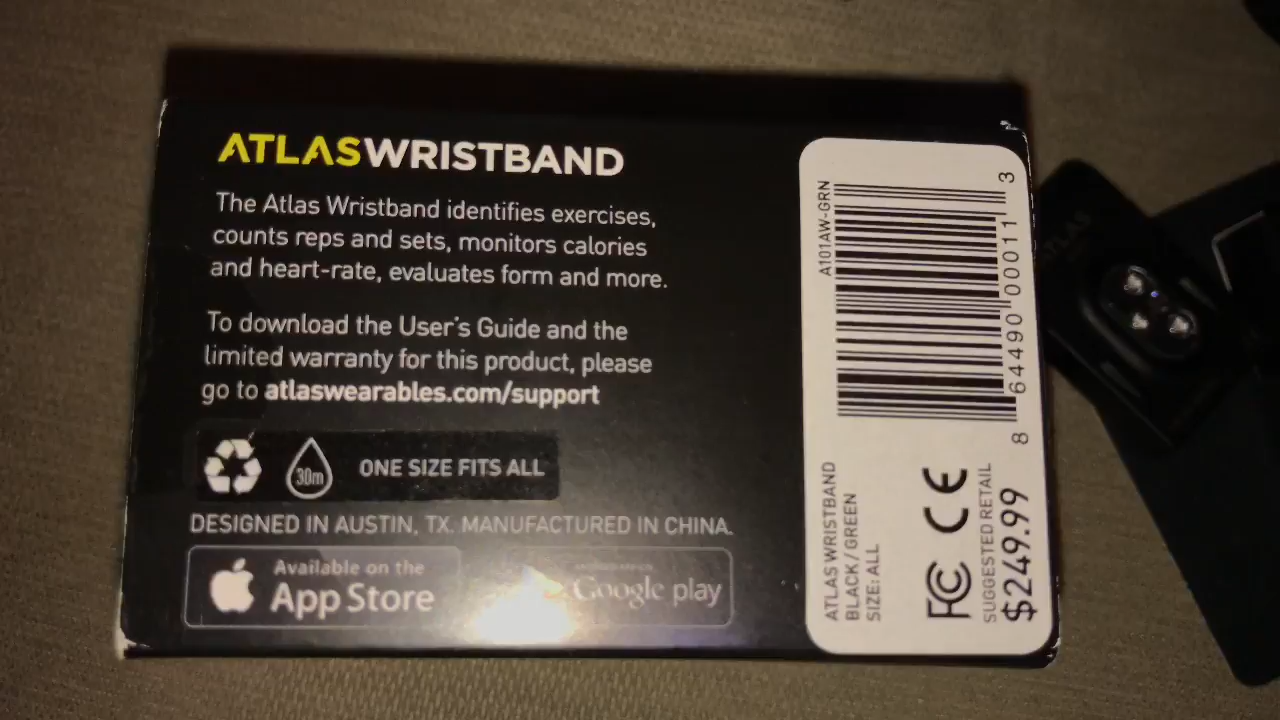 ATLASWRISTBAND
The Atlas Wristband identifies exercises,
counts reps and sets, monitors calories
and heart-rate, evaluates form and more.
To download the User's Guide and the
limited warranty for this product, please
go to atlaswearables.com/support
30m
ONE SIZE FITS ALL
DESIGNED IN AUSTIN, TX. MANUFACTURED IN CHINA.
Available on the
App Store
Google play
A101AW-GRN
8 64490 00011 3
ATLAS WRISTBAND
BLACK / GREEN
SIZE: ALL
FC CE
SUGGESTED RETAIL
$249.99
ATLAS